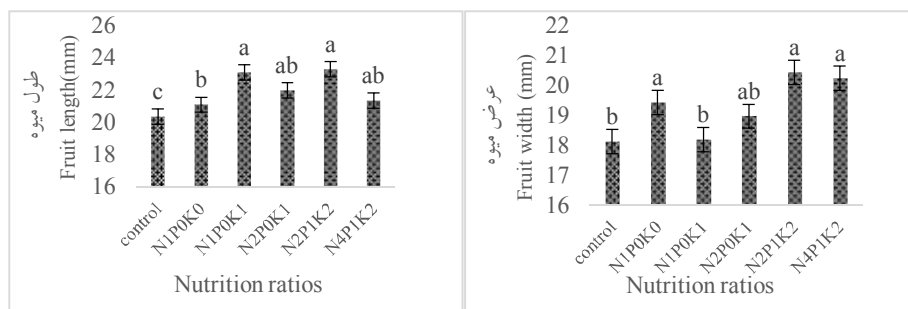 طول میوه
Fruit length(mm)
26
24
22
20
18
16
c
b
a
ab
a
ab
control
N1P0K0
N1P0K1
N2P0K1
N2P1K2
N4P1K2
Nutrition ratios
عرض میوه
Fruit width (mm)
22
21
20
19
18
17
16
b
a
b
ab
a
a
control
N1P0K0
N1P0K1
N2P0K1
N2P1K2
N4P1K2
Nutrition ratios